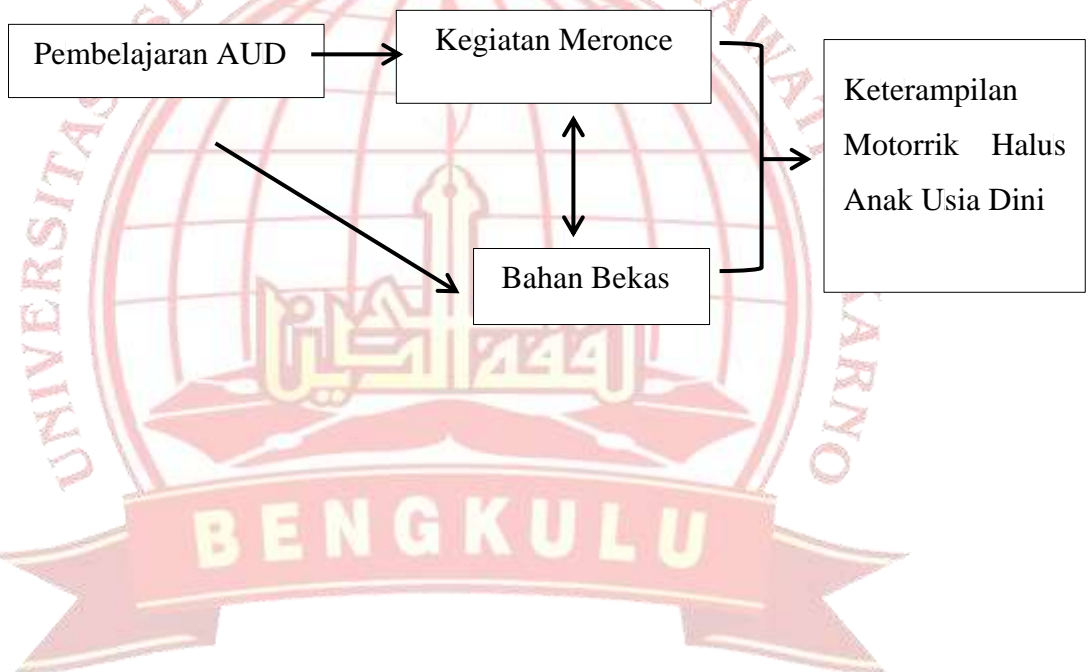 Pembelajaran AUD
Kegiatan Meronce
Keterampilan
Motorrik Halus
Anak Usia Dini
Bahan Bekas
BENGKULU